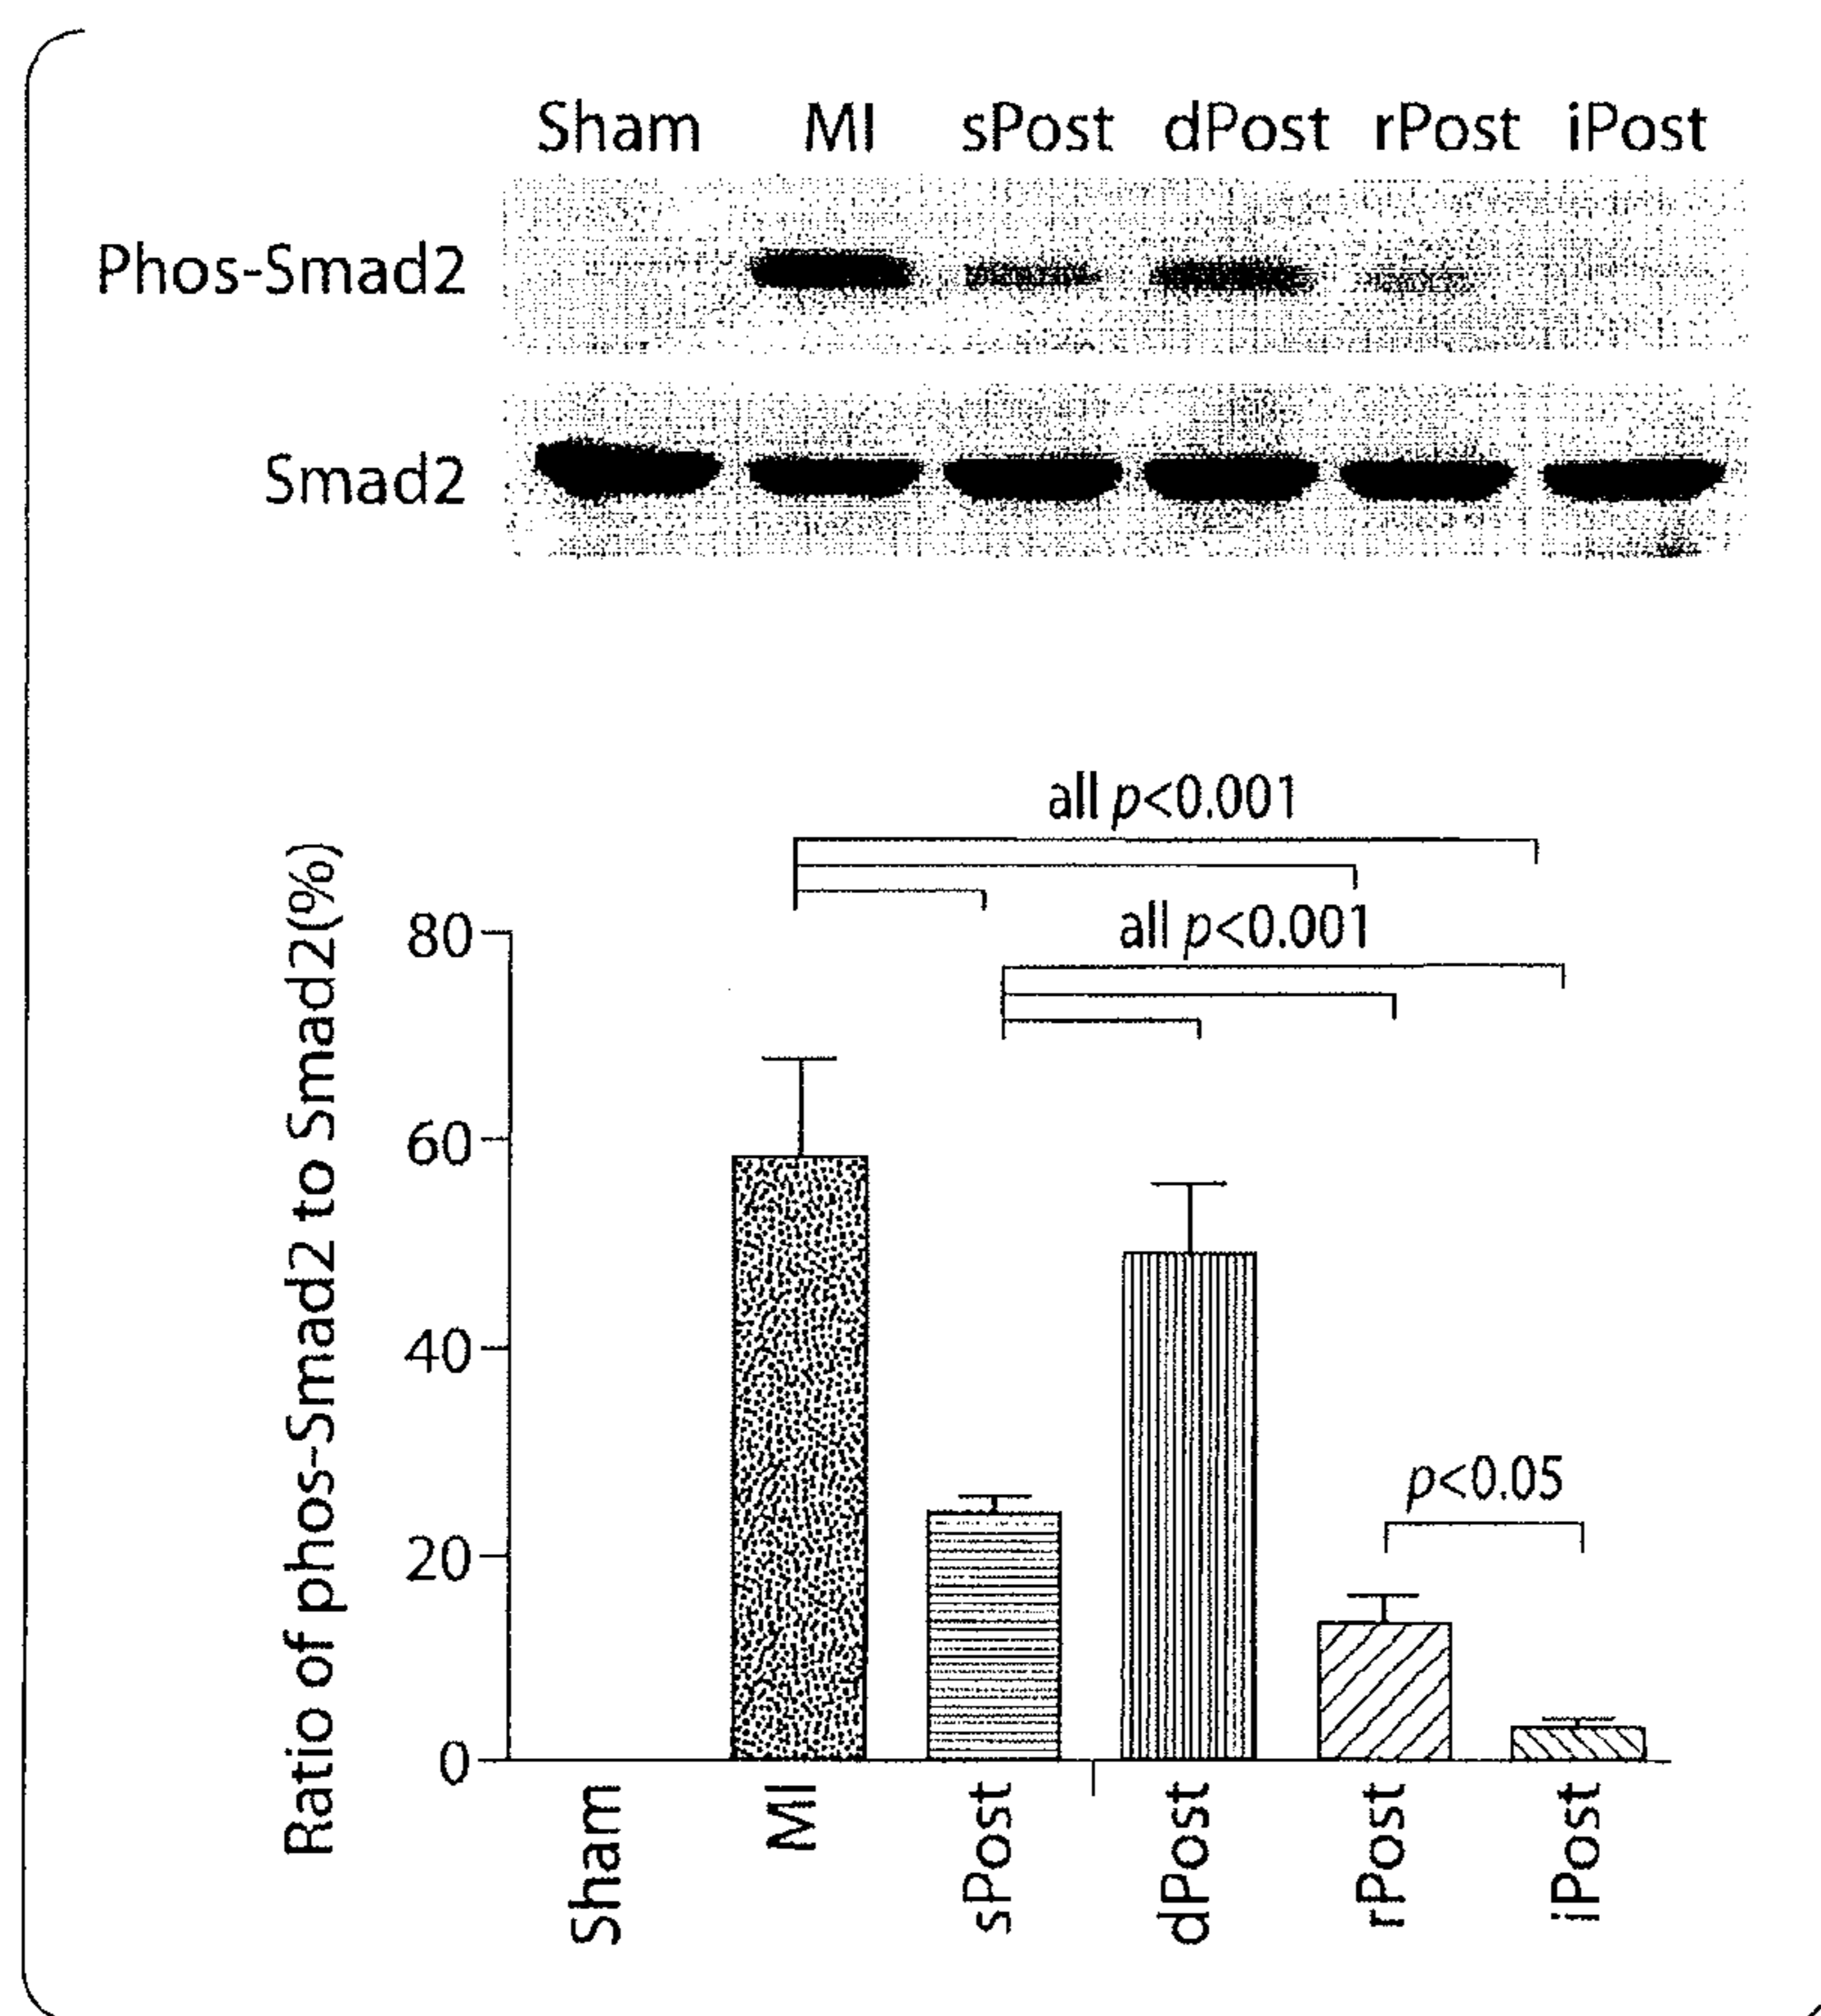 Sham MI sPost dPost rPost iPost
Phos-Smad2
Smad2
all p<0.001
all p<0.001
Ratio of phos-Smad2 to Smad2(%)
80
60
40
20
0
p<0.05
Sham MI sPost dPost rPost iPost